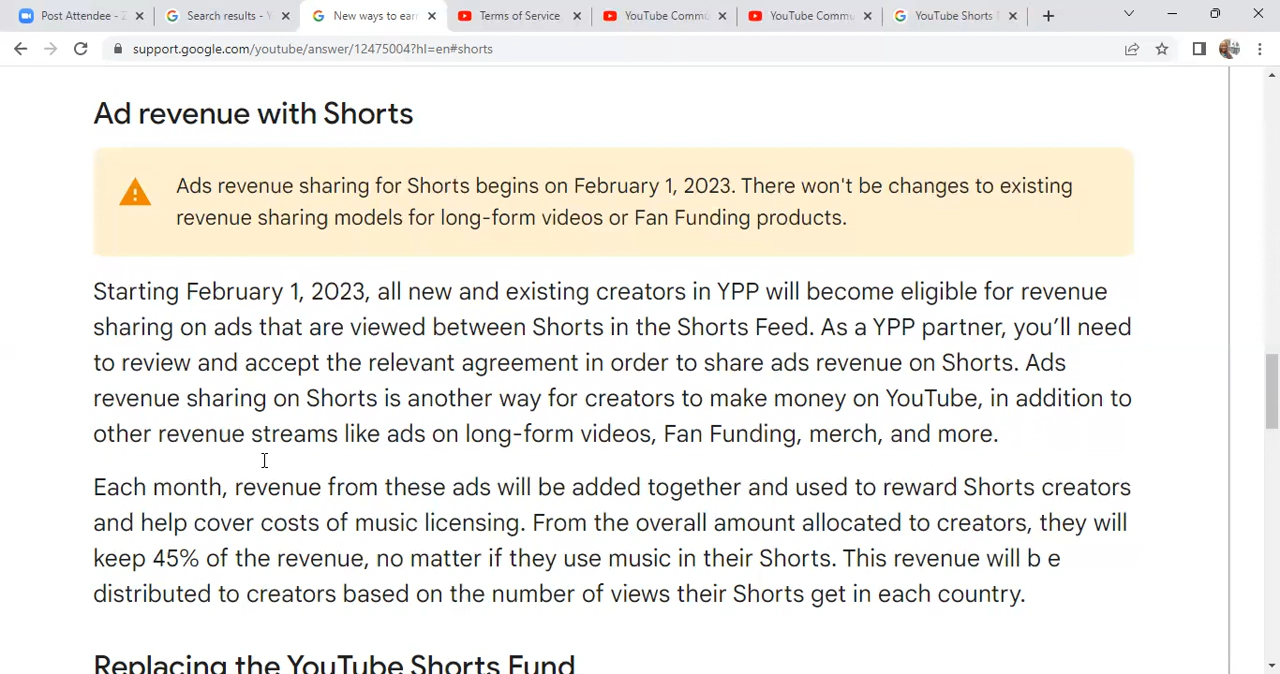 Post Attendee - Z
Search results - Y
New ways to earn
Terms of Service
YouTube Commu
YouTube Commu
YouTube Shorts
support.google.com/youtube/answer/12475004?hl=en#shorts
Ad revenue with Shorts
Ads revenue sharing for Shorts begins on February 1, 2023. There won't be changes to existing
revenue sharing models for long-form videos or Fan Funding products.
Starting February 1, 2023, all new and existing creators in YPP will become eligible for revenue
sharing on ads that are viewed between Shorts in the Shorts Feed. As a YPP partner, you’ll need
to review and accept the relevant agreement in order to share ads revenue on Shorts. Ads
revenue sharing on Shorts is another way for creators to make money on YouTube, in addition to
other revenue streams like ads on long-form videos, Fan Funding, merch, and more.
Each month, revenue from these ads will be added together and used to reward Shorts creators
and help cover costs of music licensing. From the overall amount allocated to creators, they will
keep 45% of the revenue, no matter if they use music in their Shorts. This revenue will b e
distributed to creators based on the number of views their Shorts get in each country.
Replacing the YouTube Shorts Fund